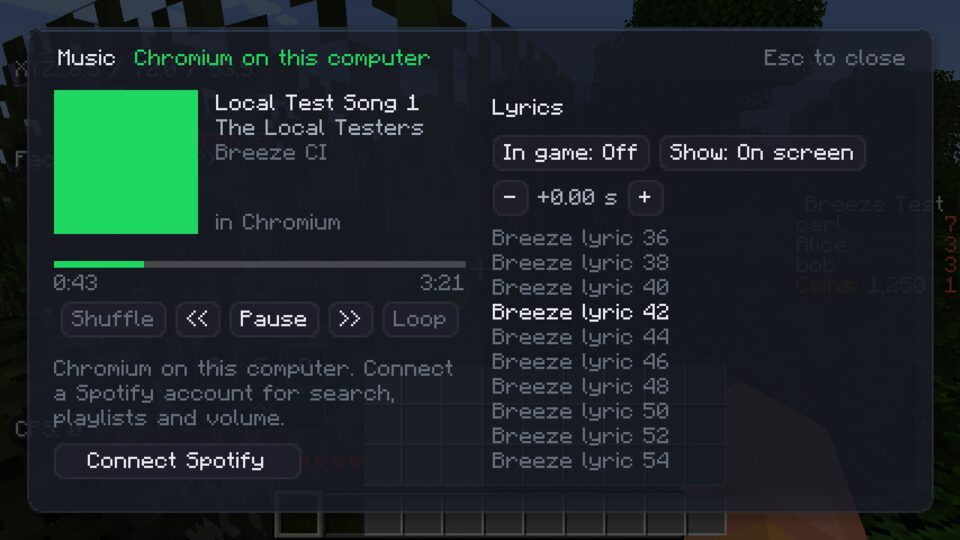 Music Chromium on this computer
Esc to close
Local Test Song 1
The Local Testers
Breeze CI
in Chromium
0:43
3:21
Shuffle
<<
Pause
>>
Loop
Chromium on this computer. Connect
a Spotify account for search,
playlists and volume.
Connect Spotify
Lyrics
In game: Off
Show: On screen
-
+0.00 s
+
Breeze lyric 36
Breeze lyric 38
Breeze lyric 40
Breeze lyric 42
Breeze lyric 44
Breeze lyric 46
Breeze lyric 48
Breeze lyric 50
Breeze lyric 52
Breeze lyric 54
Breeze Test
carl 7
Alice 3
bob 3
Coins: 1,250 1